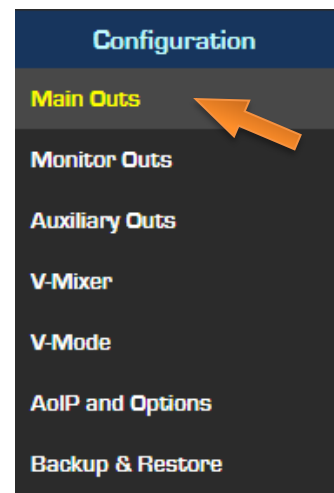 Configuration
Main Outs
Monitor Outs
Auxiliary Outs
V-Mixer
V-Mode
AoIP and Options
Backup & Restore